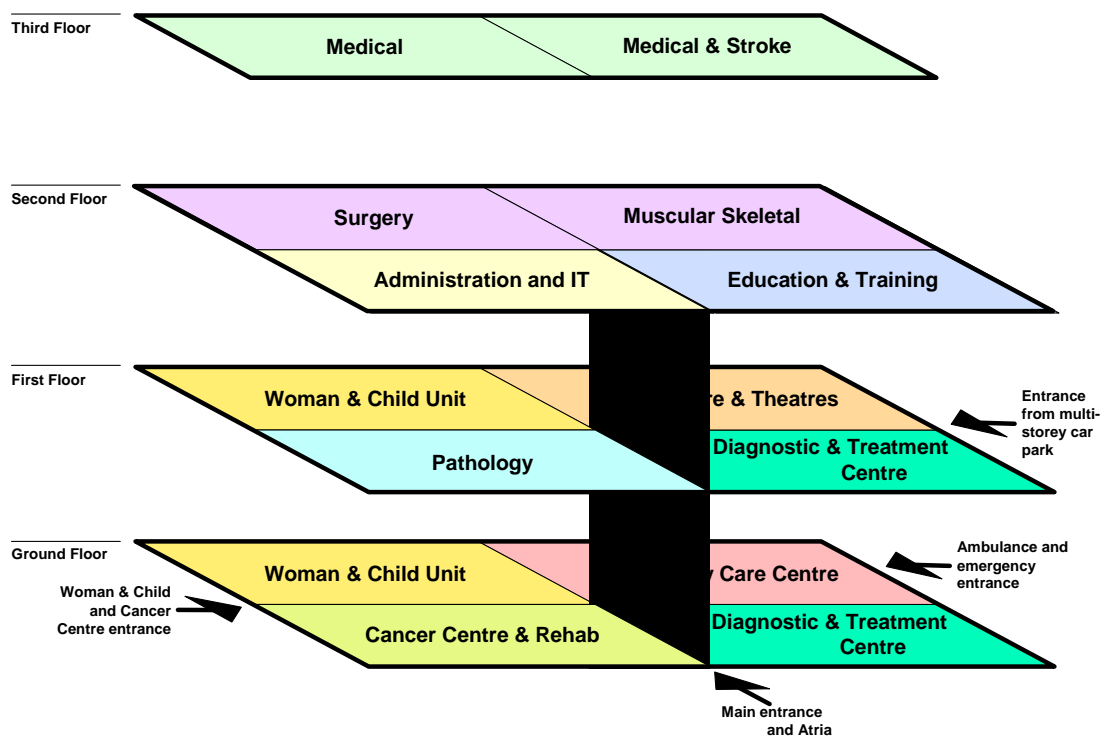 Third Floor
Medical
Medical & Stroke
Second Floor
Surgery
Muscular Skeletal
Administration and IT
Education & Training
First Floor
Woman & Child Unit
& Theatres
Entrance
from multi-
storey car
park
Pathology
Diagnostic & Treatment
Centre
Ground Floor
Woman & Child Unit
Care Centre
Ambulance and
emergency
entrance
Woman & Child
and Cancer
Centre entrance
Cancer Centre & Rehab
Diagnostic & Treatment
Centre
Main entrance
and Atria